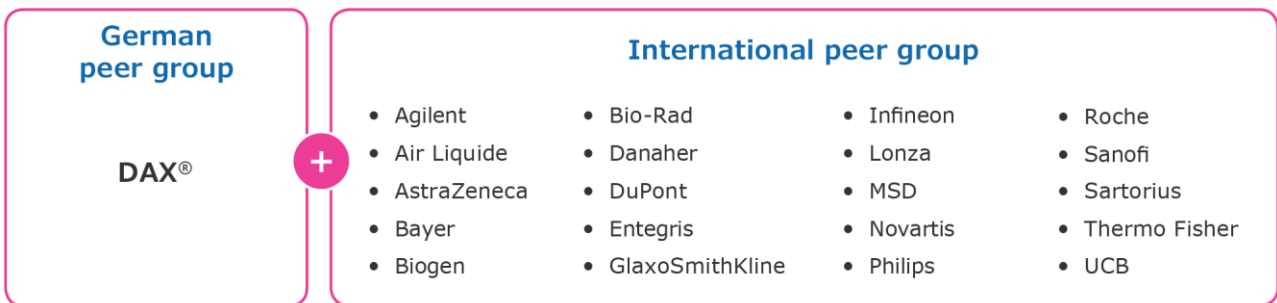 German
peer group
DAX®
+
International peer group
• Agilent
• Air Liquide
• AstraZeneca
• Bayer
• Biogen
• Bio-Rad
• Danaher
• DuPont
• Entegris
• GlaxoSmithKline
• Infineon
• Lonza
• MSD
• Novartis
• Philips
• Roche
• Sanofi
• Sartorius
• Thermo Fisher
• UCB